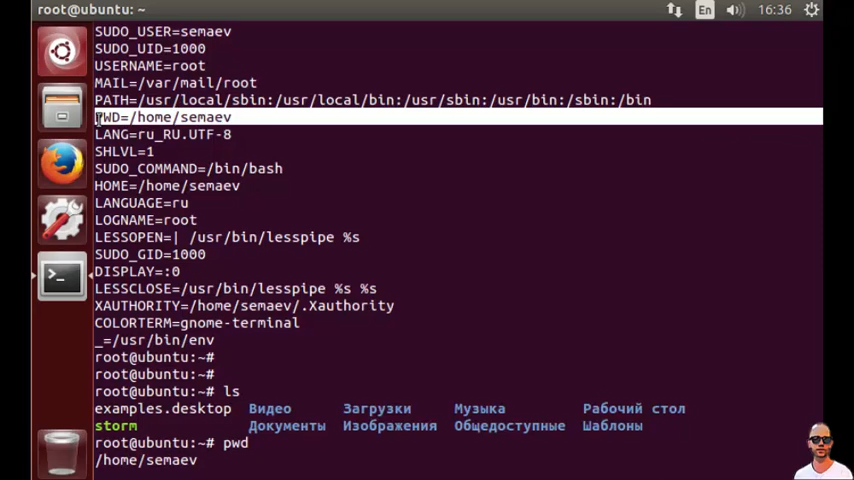 root@ubuntu: ~
En
16:36
SUDO_USER=semaev
SUDO_UID=1000
USERNAME=root
MAIL=/var/mail/root
PATH=/usr/local/sbin:/usr/local/bin:/usr/sbin:/usr/bin:/sbin:/bin
PWD=/home/semaev
LANG=ru_RU.UTF-8
SHLVL=1
SUDO_COMMAND=/bin/bash
HOME=/home/semaev
LANGUAGE=ru
LOGNAME=root
LESSOPEN=| /usr/bin/lesspipe %s
SUDO_GID=1000
DISPLAY=:0
LESSCLOSE=/usr/bin/lesspipe %s %s
XAUTHORITY=/home/semaev/.Xauthority
COLORTERM=gnome-terminal
_=/usr/bin/env
root@ubuntu:~#
root@ubuntu:~#
root@ubuntu:~# ls
examples.desktop Видео Загрузки Музыка Рабочий стол
storm Документы Изображения Общедоступные Шаблоны
root@ubuntu:~# pwd
/home/semaev